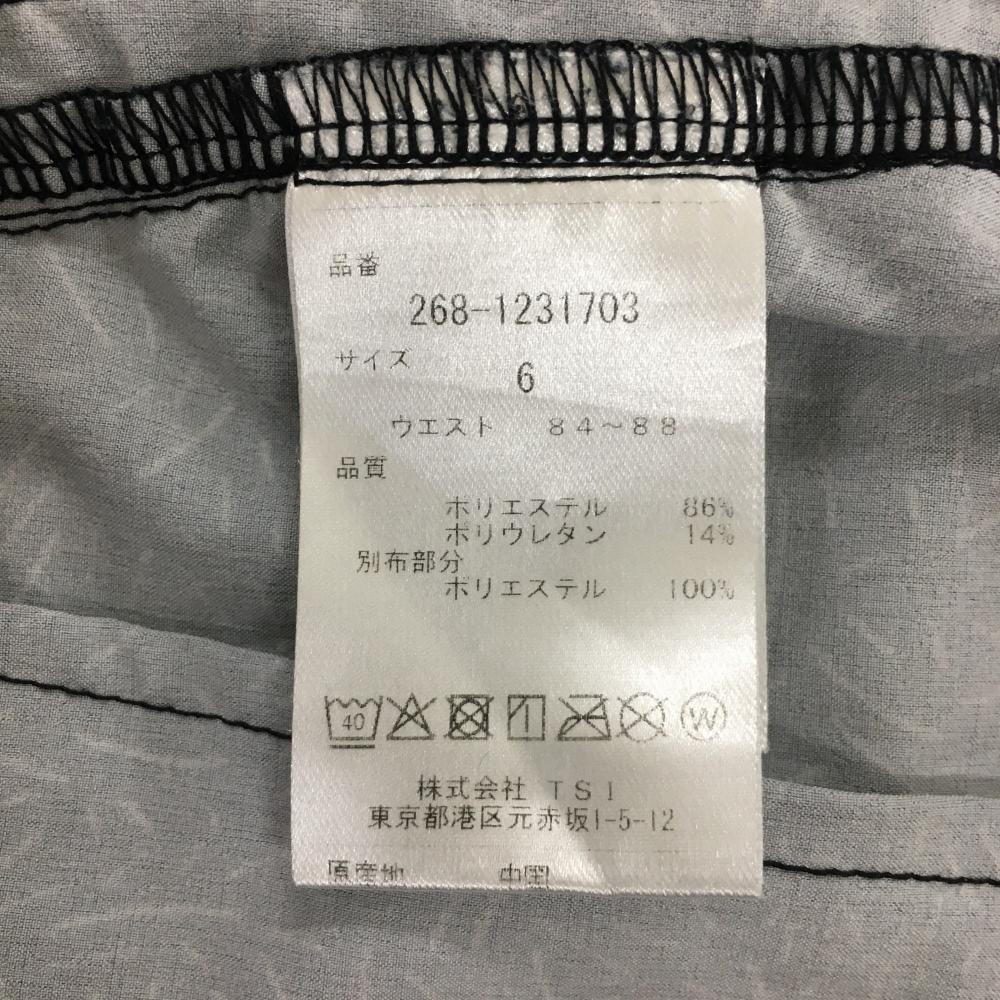 品番
268-1231703
サイズ
6
ウエスト 84～88
品質
ポリエステル 86%
ポリウレタン 14%
別布部分
ポリエステル 100%
40
W
株式会社 TSI
東京都港区元赤坂1-5-12
原産地 中国